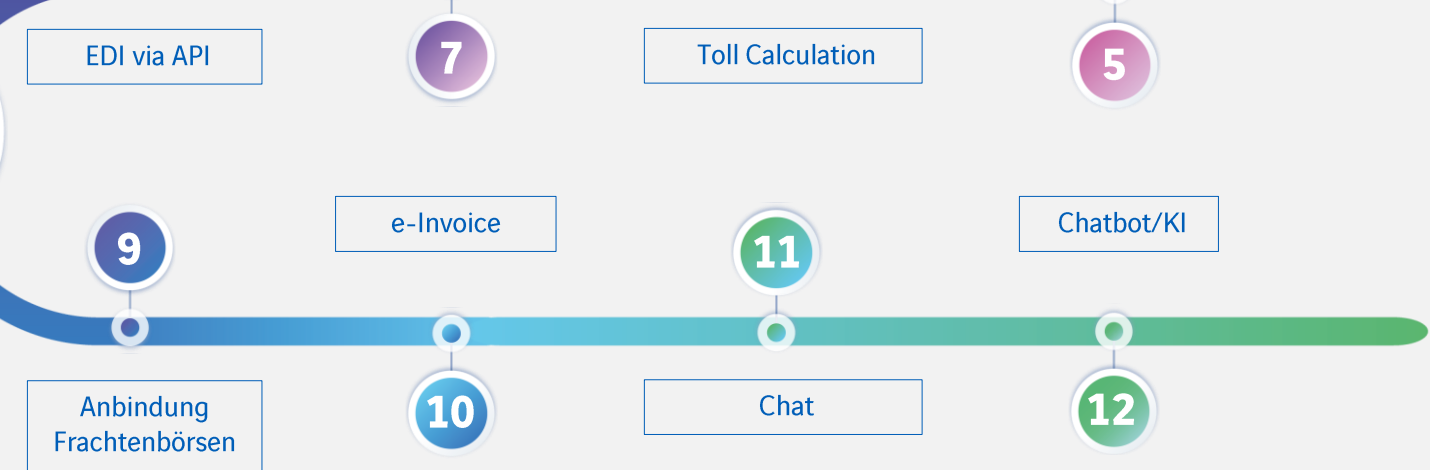 EDI via API
7
Toll Calculation
5
9
e-Invoice
11
Chatbot/KI
Anbindung
Frachtenbörsen
10
Chat
12